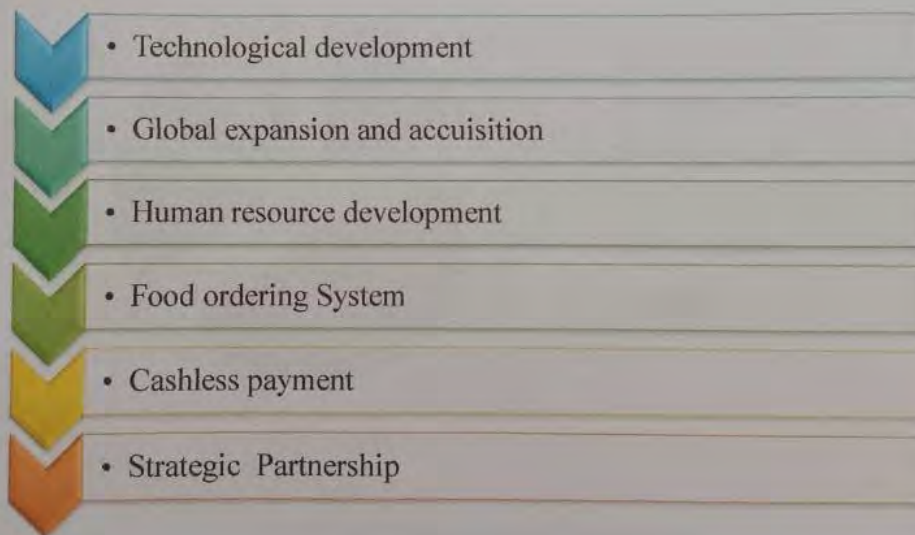 • Technological development
• Global expansion and accuisition
• Human resource development
• Food ordering System
• Cashless payment
• Strategic Partnership